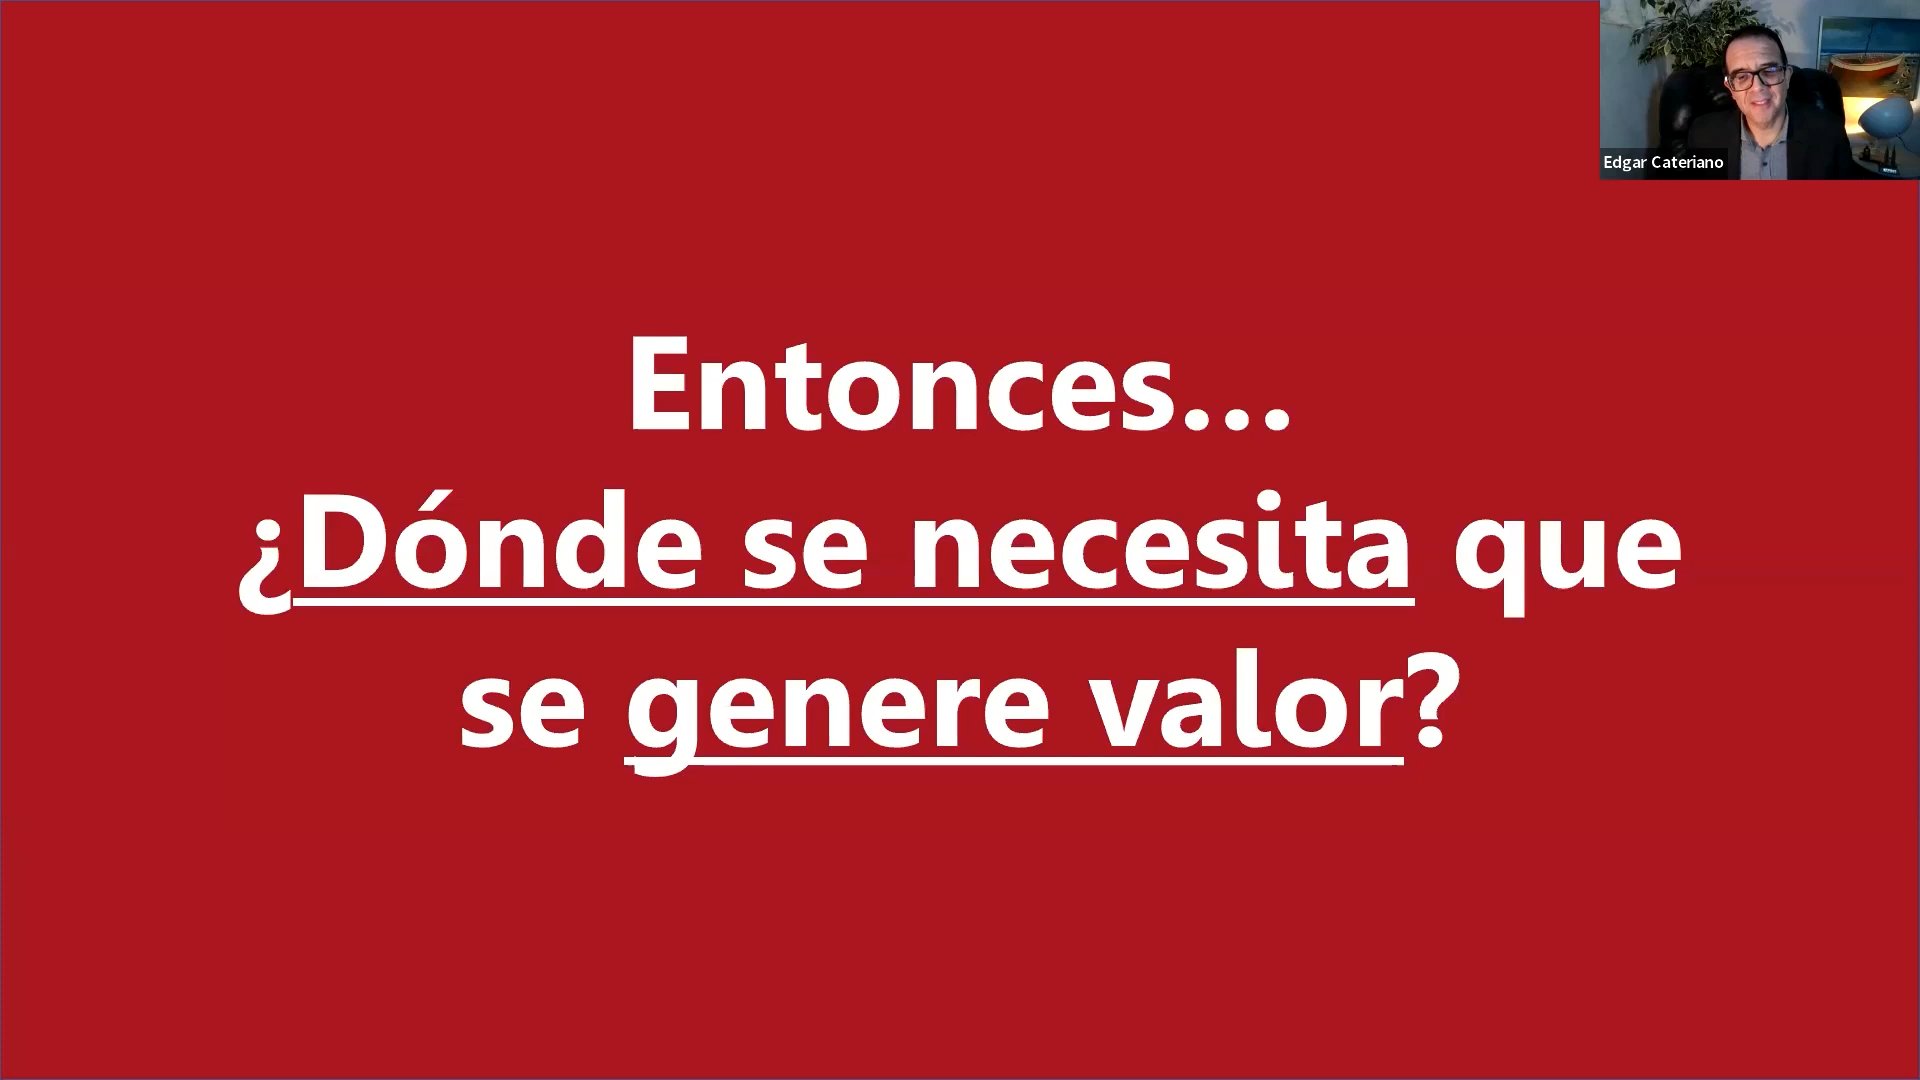 Edgar Cateriano
Entonces...
¿Dónde se necesita que
se genere valor?